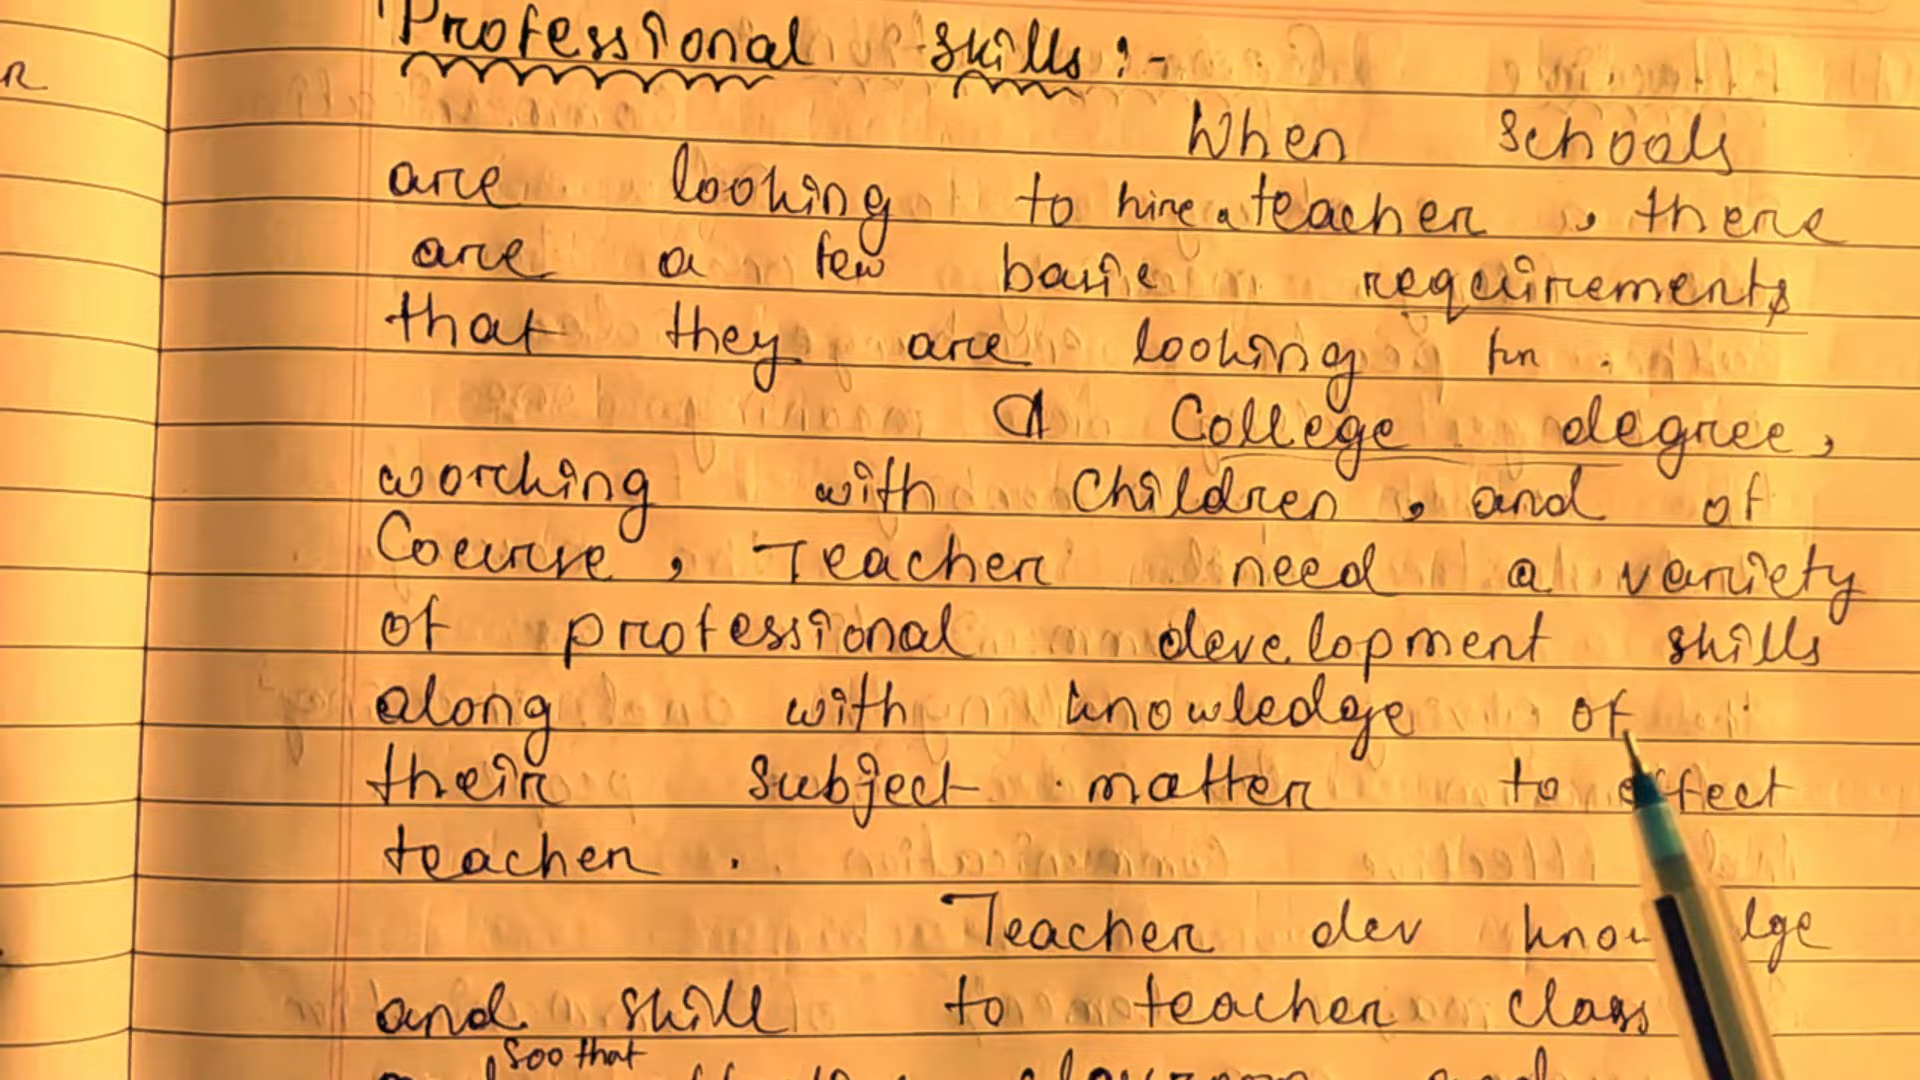 Professional skills :-
When schools
are looking to hire a teacher , there
are a few basic requirements
that they are looking for .
A College degree,
working with children , and of
Course , Teacher need a variety
of professional development skills
along with knowledge of
their subject matter to effect
teacher .
Teacher dev
and skill to teacher class
soo that